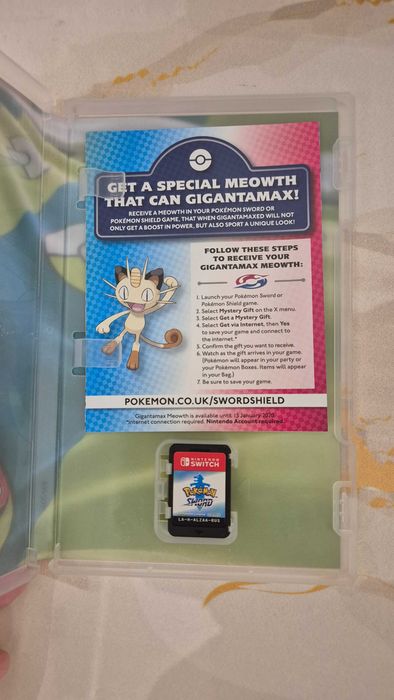 GET A SPECIAL MEOWTH
THAT CAN GIGANTAMAX!
RECEIVE A MEOWTH IN YOUR POKÉMON SWORD OR
POKÉMON SHIELD GAME, THAT WHEN GIGANTAMAXED WILL NOT
ONLY GET A BOOST IN POWER, BUT ALSO SPORT A UNIQUE LOOK!
FOLLOW THESE STEPS
TO RECEIVE YOUR
GIGANTAMAX MEOWTH:
1. Launch your Pokémon Sword or
Pokémon Shield game.
2. Select Mystery Gift on the X menu.
3. Select Get a Mystery Gift.
4. Select Get via Internet, then Yes
to save your game and connect to
the internet.*
5. Confirm the gift you want to receive.
6. Watch as the gift arrives in your game.
(Pokémon will appear in your party or
your Pokémon Boxes. Items will appear
in your Bag.)
7. Be sure to save your game.
POKEMON.CO.UK/SWORDSHIELD
Gigantamax Meowth is available until 15 January 2020.
*Internet connection required. Nintendo Account required.
NINTENDO
SWITCH
POKÉMON
SWORD
LA-H-ALZAA-EUR